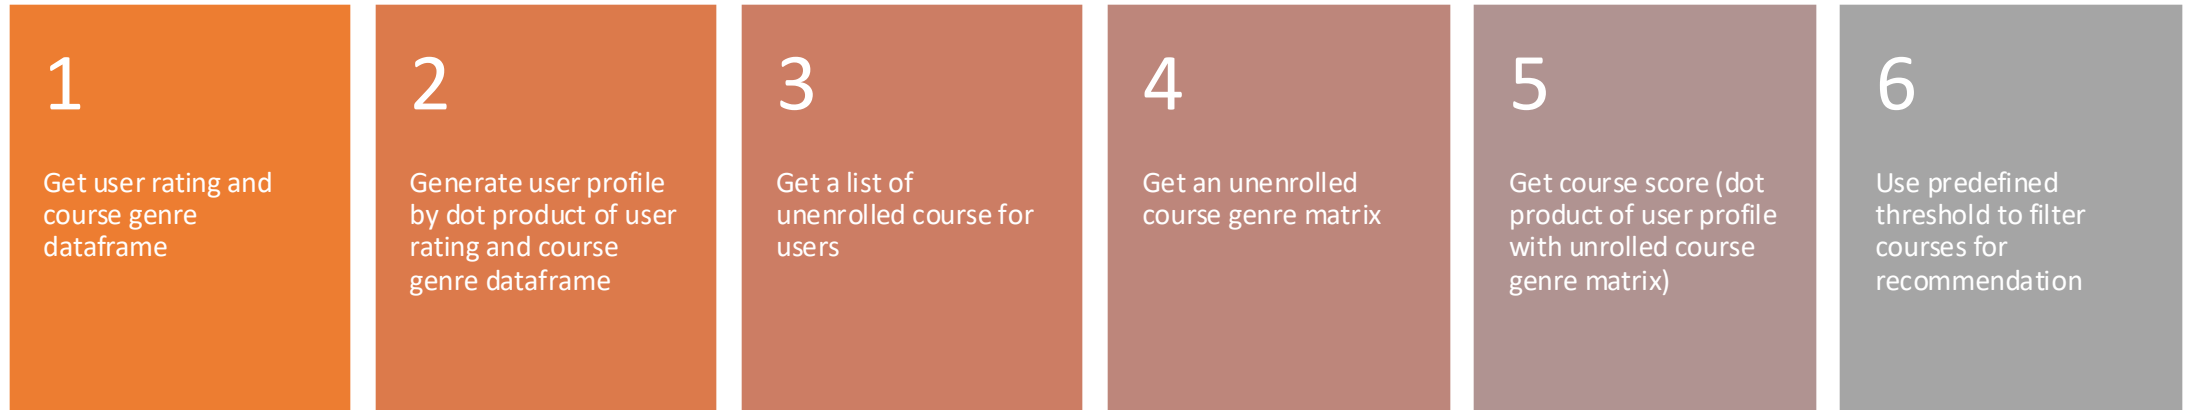 1
Get user rating and
course genre
dataframe
2
Generate user profile
by dot product of user
rating and course
genre dataframe
3
Get a list of
unenrolled course for
users
4
Get an unenrolled
course genre matrix
5
Get course score (dot
product of user profile
with unrolled course
genre matrix)
6
Use predefined
threshold to filter
courses for
recommendation